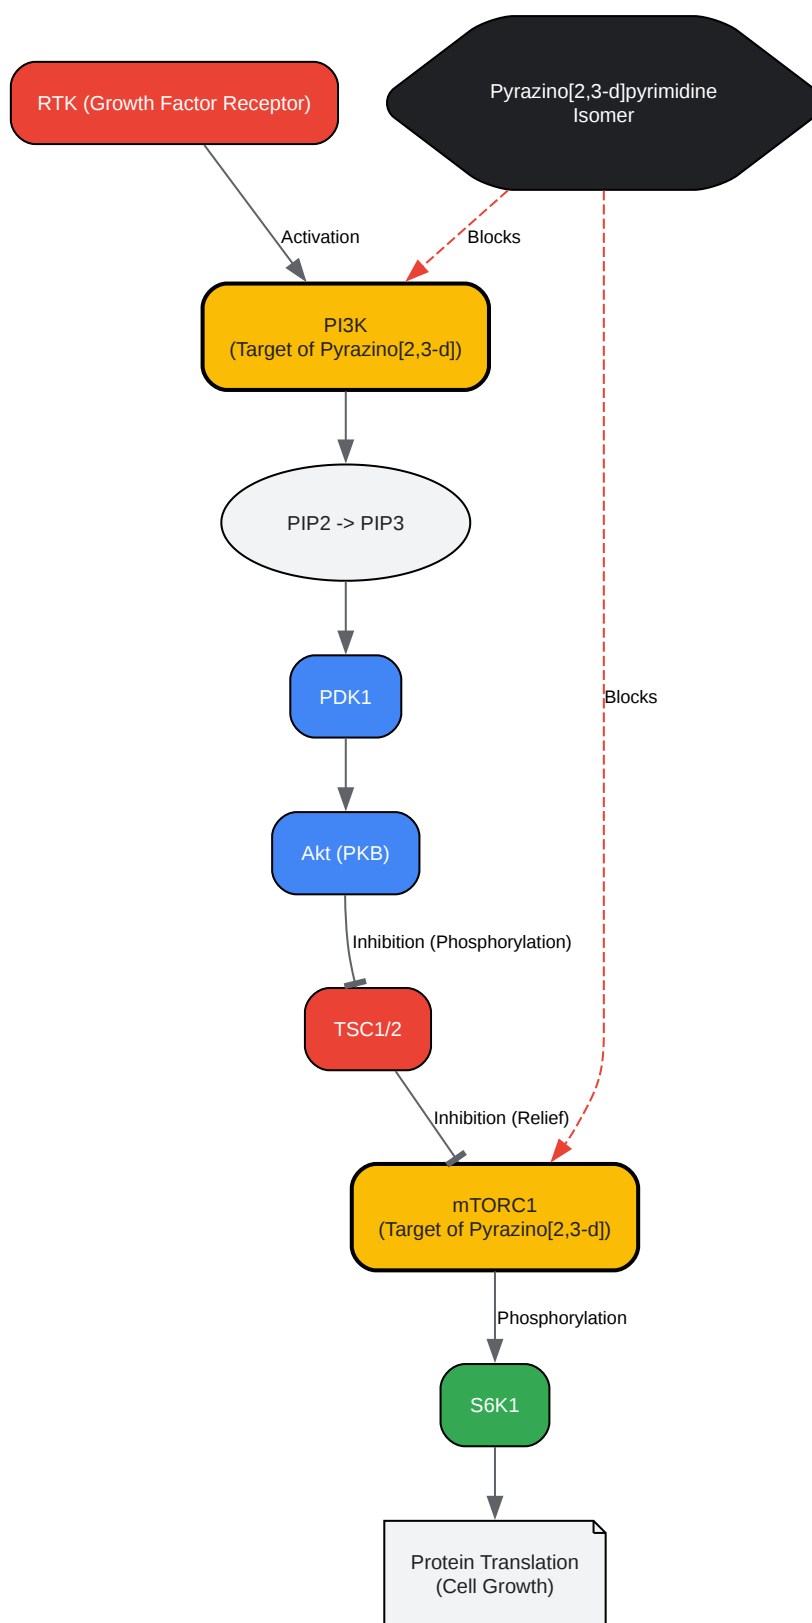 RTK (Growth Factor Receptor)
Pyrazino[2,3-d]pyrimidine
Isomer
Activation
Blocks
PI3K
(Target of Pyrazino[2,3-d])
PIP2 -> PIP3
PDK1
Blocks
Akt (PKB)
Inhibition (Phosphorylation)
TSC1/2
Inhibition (Relief)
mTORC1
(Target of Pyrazino[2,3-d])
Phosphorylation
S6K1
Protein Translation
(Cell Growth)